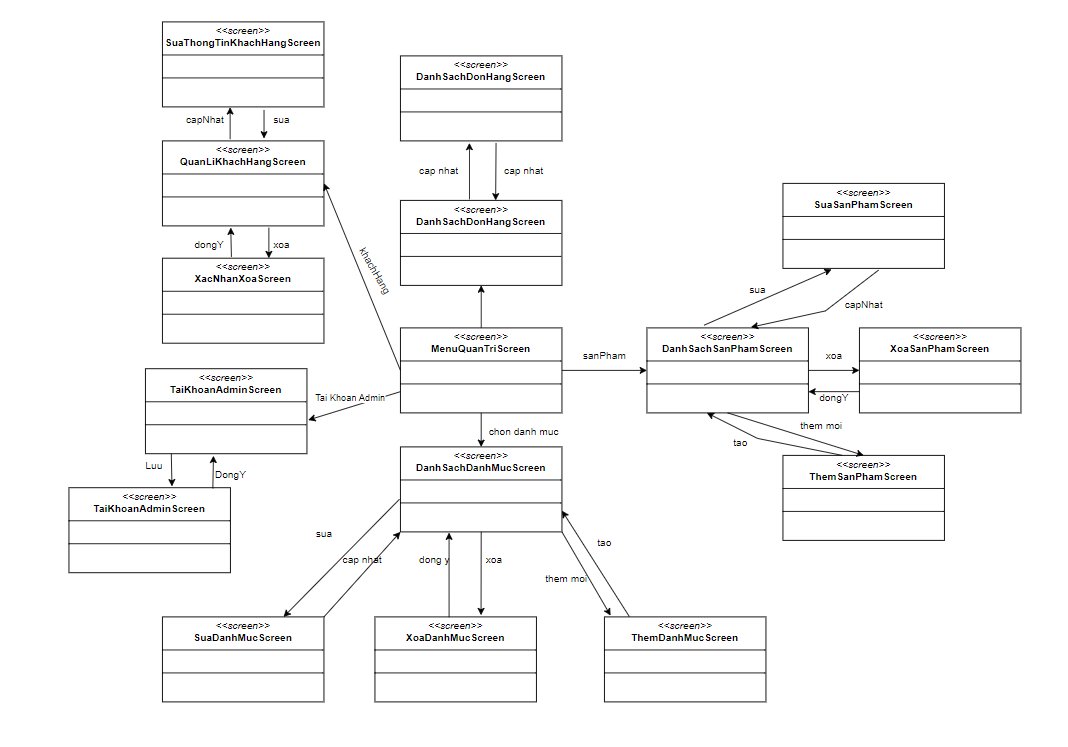 <<screen>>
SuaThongTinKhachHangScreen
capNhat
sua
<<screen>>
QuanLiKhachHangScreen
dongY
xoa
<<screen>>
XacNhanXoaScreen
<<screen>>
DanhSachDonHangScreen
cap nhat
cap nhat
<<screen>>
DanhSachDonHangScreen
khachHang
<<screen>>
MenuQuanTriScreen
sanPham
<<screen>>
SuaSanPhamScreen
sua
capNhat
<<screen>>
DanhSachSanPhamScreen
xoa
dongY
<<screen>>
XoaSanPhamScreen
them moi
tao
<<screen>>
ThemSanPhamScreen
Tai Khoan Admin
<<screen>>
TaiKhoanAdminScreen
Luu
DongY
<<screen>>
TaiKhoanAdminScreen
chon danh muc
<<screen>>
DanhSachDanhMucScreen
sua
cap nhat
dong y
xoa
them moi
tao
<<screen>>
SuaDanhMucScreen
<<screen>>
XoaDanhMucScreen
<<screen>>
ThemDanhMucScreen